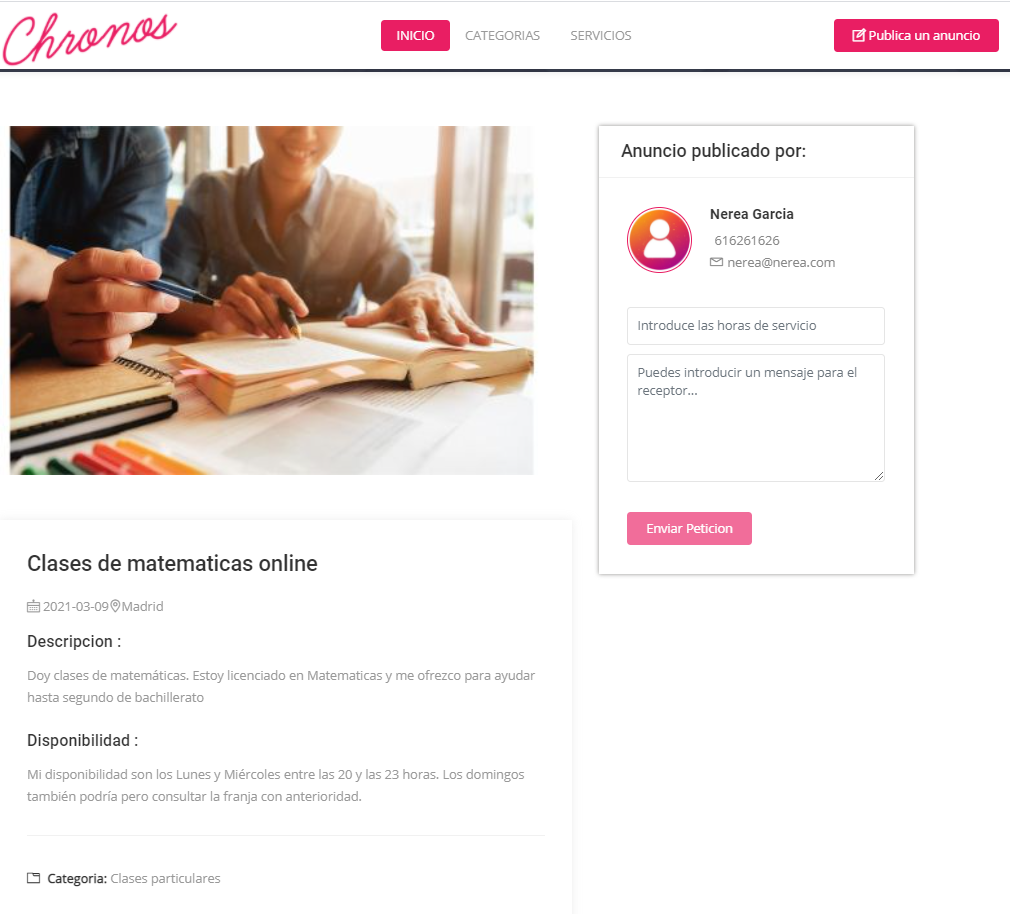 Chronos
INICIO
CATEGORIAS
SERVICIOS
Publica un anuncio
Anuncio publicado por:
Nerea Garcia
616261626
nerea@nerea.com
Introduce las horas de servicio
Puedes introducir un mensaje para el
receptor...
Enviar Peticion
Clases de matematicas online
2021-03-09 Madrid
Descripcion :
Doy clases de matemáticas. Estoy licenciado en Matematicas y me ofrezco para ayudar
hasta segundo de bachillerato
Disponibilidad :
Mi disponibilidad son los Lunes y Miércoles entre las 20 y las 23 horas. Los domingos
también podría pero consultar la franja con anterioridad.
Categoria: Clases particulares